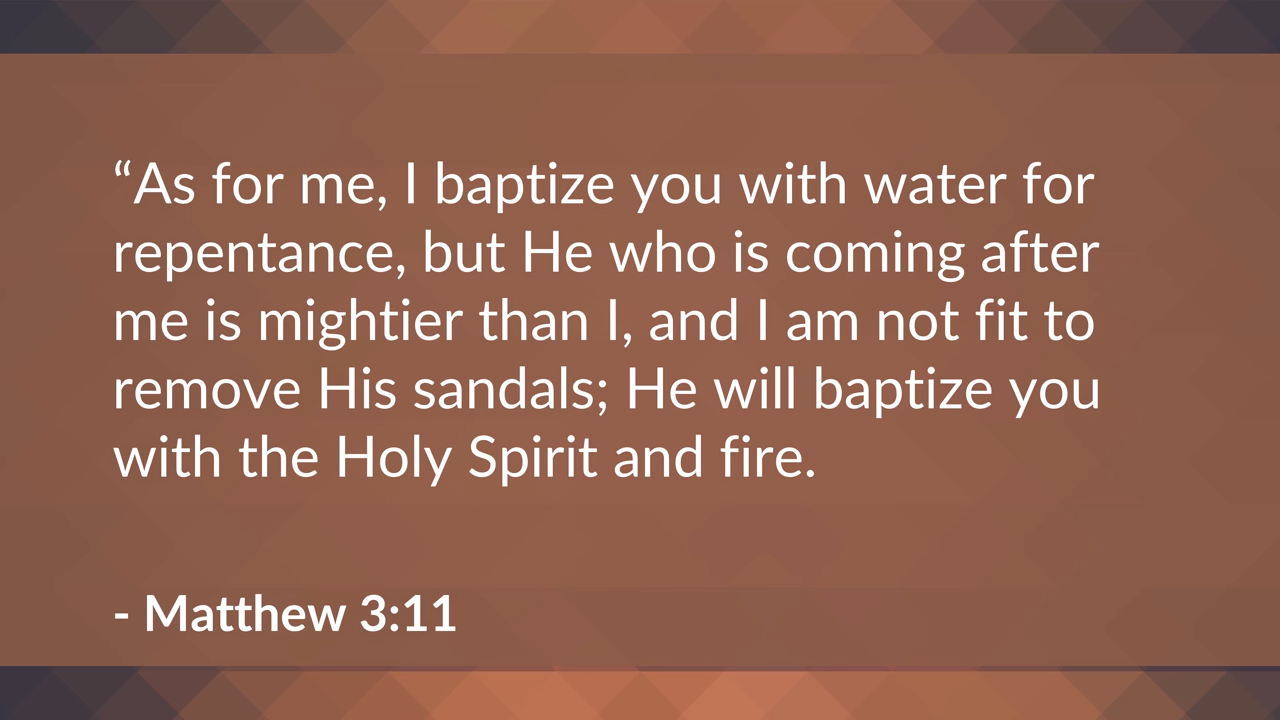 “As for me, I baptize you with water for
repentance, but He who is coming after
me is mightier than I, and I am not fit to
remove His sandals; He will baptize you
with the Holy Spirit and fire.
- Matthew 3:11